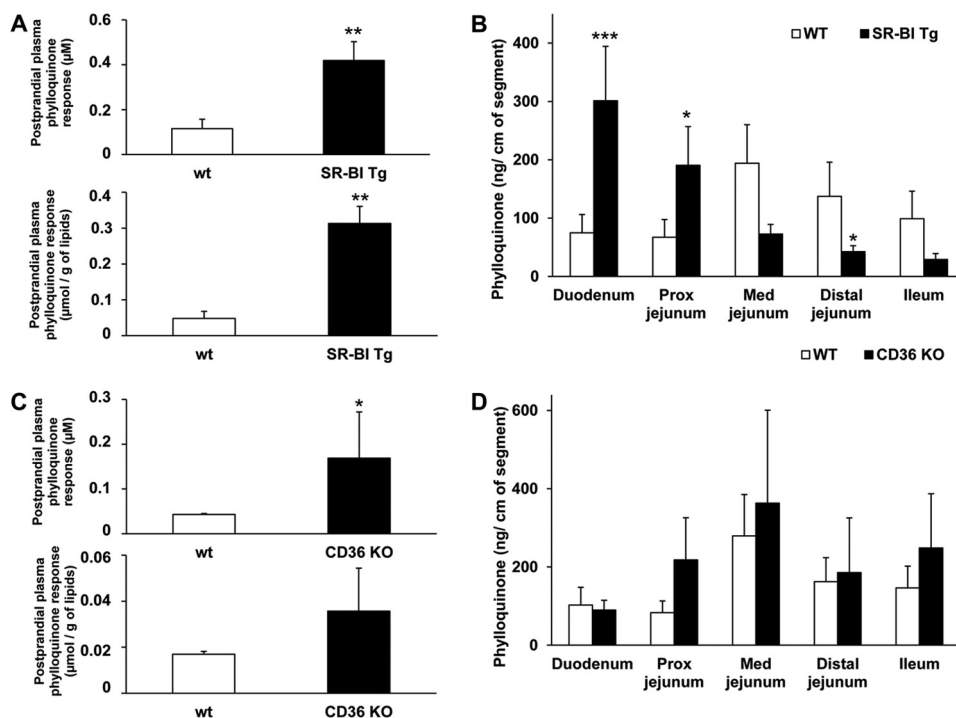 A
Postprandial plasma
phylloquinone
response (µM)
0.6
0.4
0.2
0
**
wt
SR-BI Tg
Postprandial plasma
phylloquinone response
(µmol / g of lipids)
0.4
0.3
0.2
0.1
0
**
wt
SR-BI Tg
B
WT
SR-BI Tg
Phylloquinone (ng/ cm of segment)
400
300
200
100
0
***
*
*
Duodenum
Prox
jejunum
Med
jejunum
Distal
jejunum
Ileum
C
Postprandial plasma
phylloquinone
response (µM)
0.3
0.2
0.1
0
*
wt
CD36 KO
Postprandial plasma
phylloquinone response
(µmol / g of lipids)
0.06
0.04
0.02
0
wt
CD36 KO
WT
CD36 KO
D
Phylloquinone (ng/ cm of segment)
600
400
200
0
Duodenum
Prox
jejunum
Med
jejunum
Distal
jejunum
Ileum